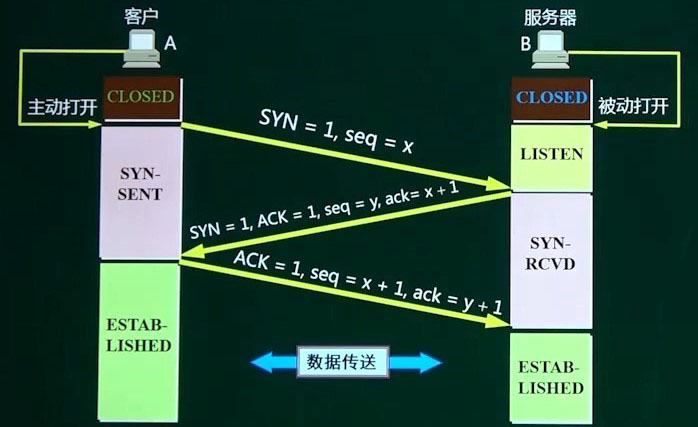 客户
A
服务器
B
CLOSED
CLOSED
主动打开
被动打开
SYN = 1, seq = x
LISTEN
SYN-
SENT
SYN = 1, ACK = 1, seq = y, ack= x + 1
SYN-
RCVD
ACK = 1, seq = x + 1, ack = y + 1
ESTAB-
LISHED
数据传送
ESTAB-
LISHED